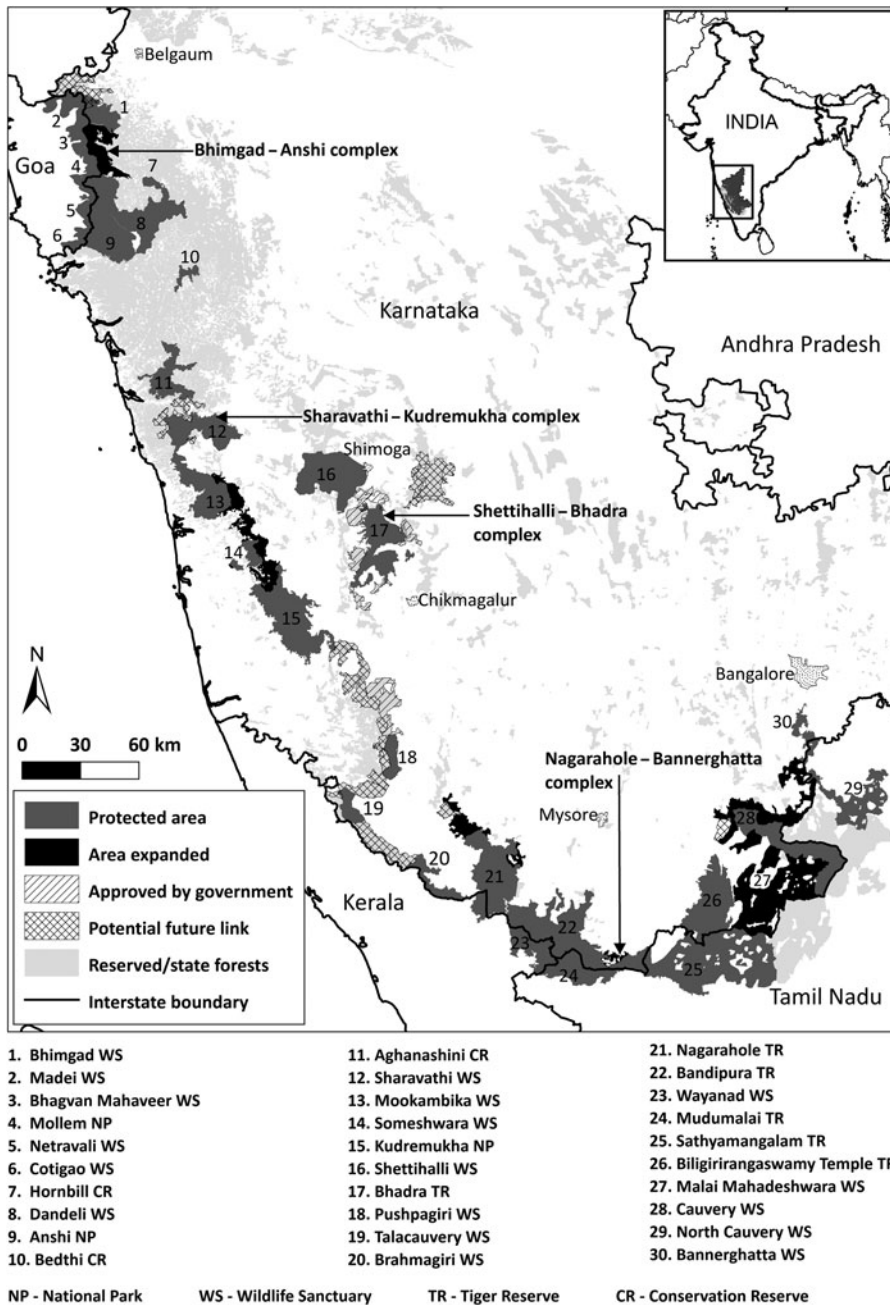 Belgaum
INDIA
1
2
3
Bhimgad – Anshi complex
Goa
4
7
5
8
6
9
10
Karnataka
Andhra Pradesh
11
Sharavathi – Kudremukha complex
12
Shimoga
16
13
Shettihalli – Bhadra
complex
17
14
Chikmagalur
15
N
Bangalore
30
0 30 60 km
18
Nagarahole – Bannerghatta
complex
29
19
Mysore
28
Protected area
Area expanded
Approved by government
Potential future link
Reserved/state forests
Interstate boundary
20
21
27
Kerala
26
22
23
25
24
Tamil Nadu
1. Bhimgad WS
2. Madei WS
3. Bhagvan Mahaveer WS
4. Mollem NP
5. Netravali WS
6. Cotigao WS
7. Hornbill CR
8. Dandeli WS
9. Anshi NP
10. Bedthi CR
11. Aghanashini CR
12. Sharavathi WS
13. Mookambika WS
14. Someshwara WS
15. Kudremukha NP
16. Shettihalli WS
17. Bhadra TR
18. Pushpagiri WS
19. Talacauvery WS
20. Brahmagiri WS
21. Nagarahole TR
22. Bandipura TR
23. Wayanad WS
24. Mudumalai TR
25. Sathyamangalam TR
26. Biligirirangaswamy Temple TR
27. Malai Mahadeshwara WS
28. Cauvery WS
29. North Cauvery WS
30. Bannerghatta WS
NP - National Park WS - Wildlife Sanctuary TR - Tiger Reserve CR - Conservation Reserve